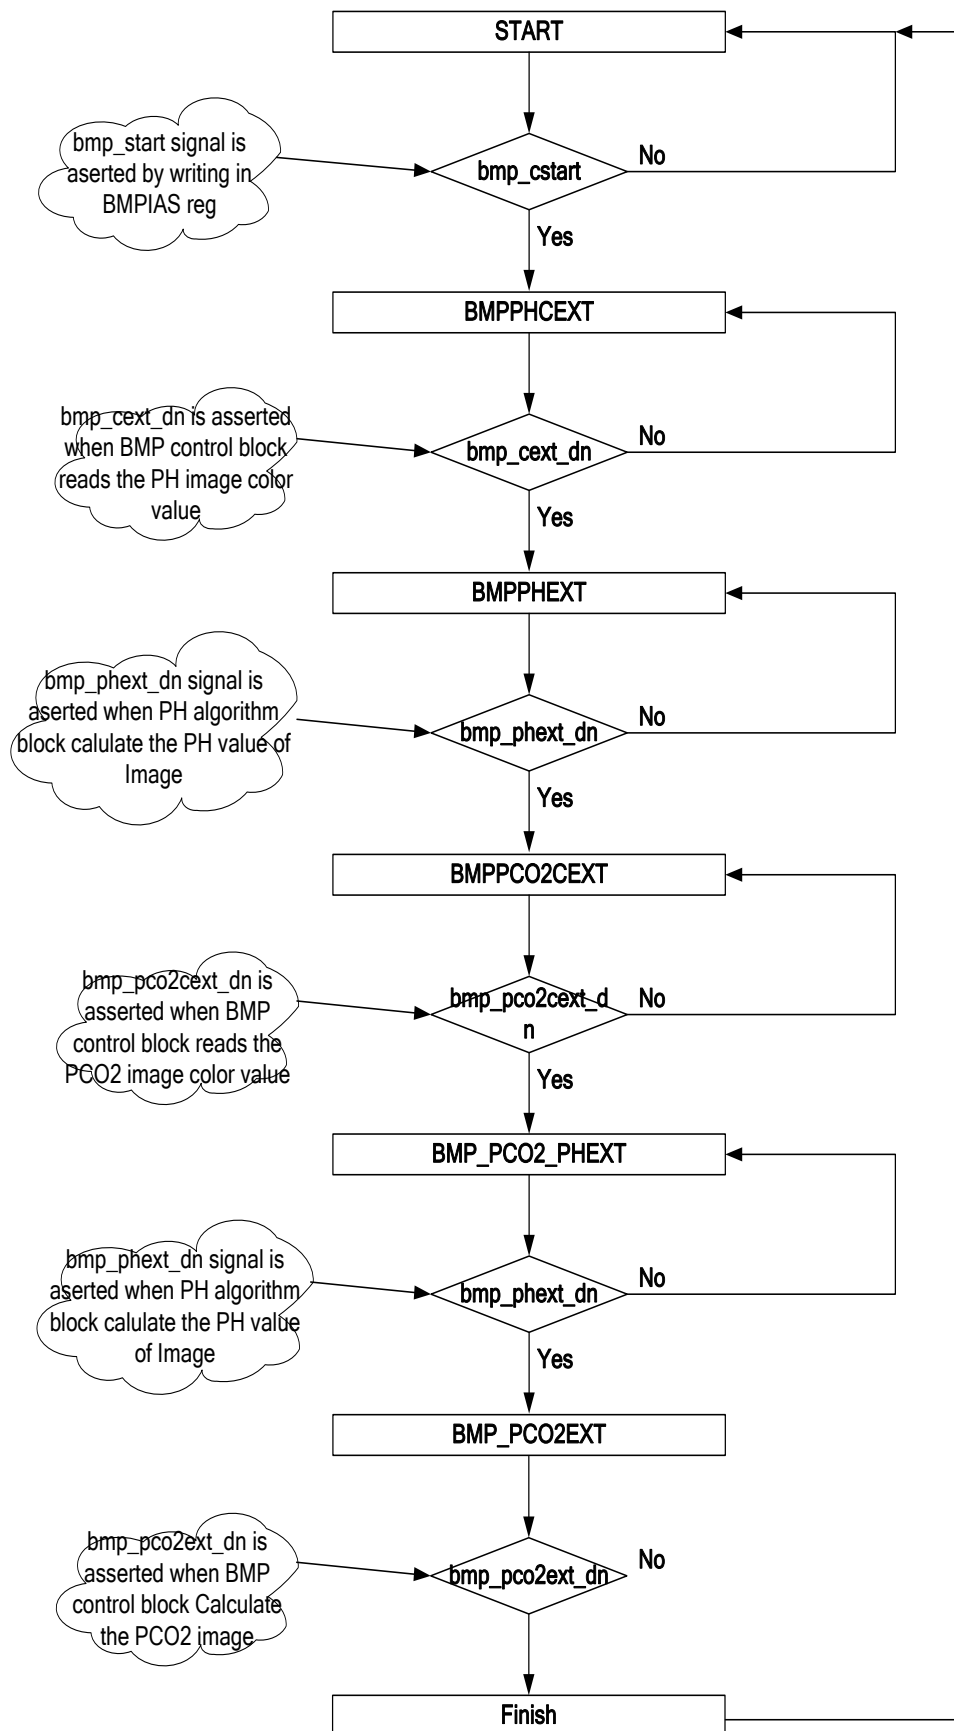 START
bmp_start signal is
aserted by writing in
BMPIAS reg
bmp_cstart
No
Yes
BMPPHCEXT
bmp_cext_dn is asserted
when BMP control block
reads the PH image color
value
bmp_cext_dn
No
Yes
BMPPHEXT
bmp_phext_dn signal is
aserted when PH algorithm
block calulate the PH value of
Image
bmp_phext_dn
No
Yes
BMPPCO2CEXT
bmp_pco2cext_dn is
asserted when BMP
control block reads the
PCO2 image color value
bmp_pco2cext_d
n
No
Yes
BMP_PCO2_PHEXT
bmp_phext_dn signal is
aserted when PH algorithm
block calulate the PH value
of Image
bmp_phext_dn
No
Yes
BMP_PCO2EXT
bmp_pco2ext_dn is
asserted when BMP
control block Calculate
the PCO2 image
bmp_pco2ext_dn
No
Finish